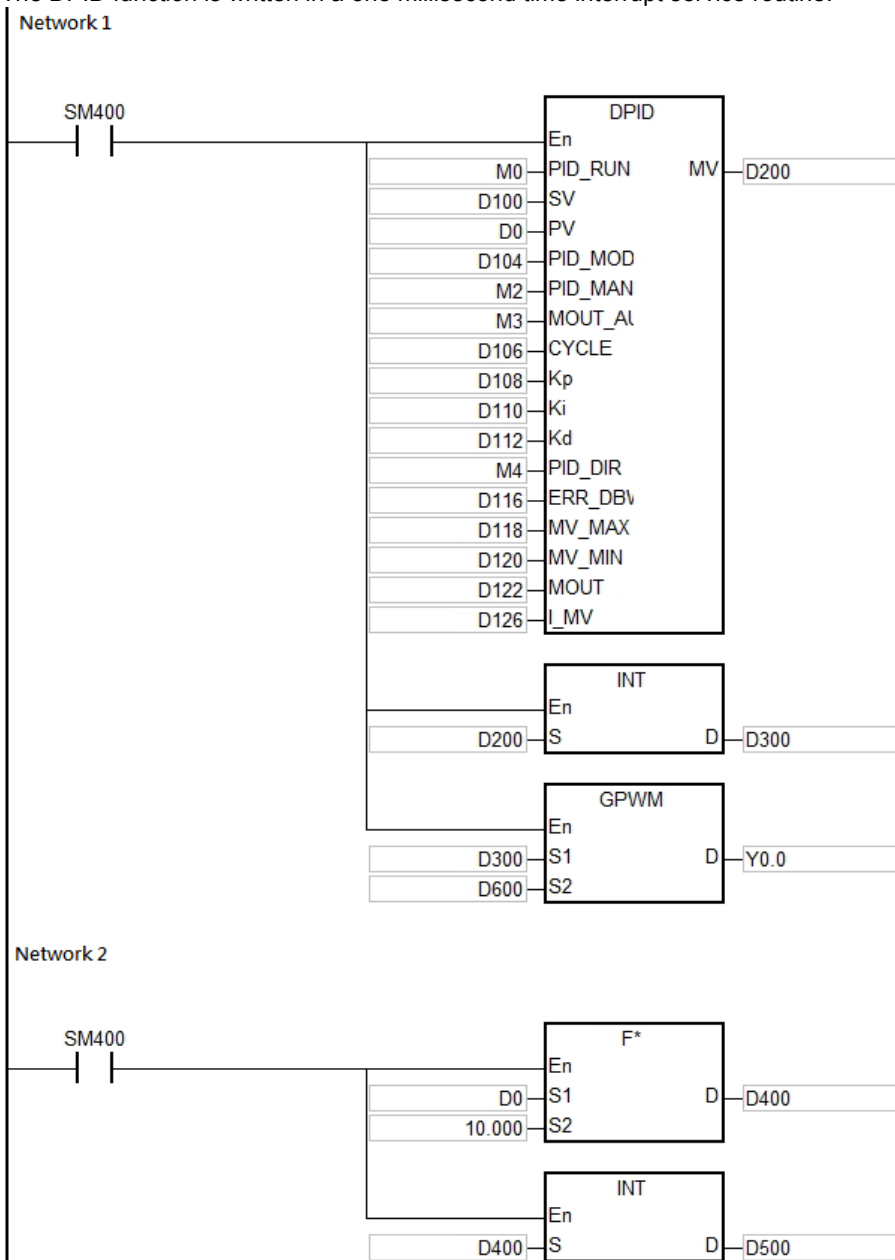 The DPID function is written in a one millisecond time interrupt service routine.
Network 1
SM400
DPID
En
M0 PID_RUN MV D200
D100 SV
D0 PV
D104 PID_MOD
M2 PID_MAN
M3 MOUT_AU
D106 CYCLE
D108 Kp
D110 Ki
D112 Kd
M4 PID_DIR
D116 ERR_DBW
D118 MV_MAX
D120 MV_MIN
D122 MOUT
D126 I_MV
INT
En
D200 S D D300
GPWM
En
D300 S1 D Y0.0
D600 S2
Network 2
SM400
F*
En
D0 S1 D D400
10.000 S2
INT
En
D400 S D D500